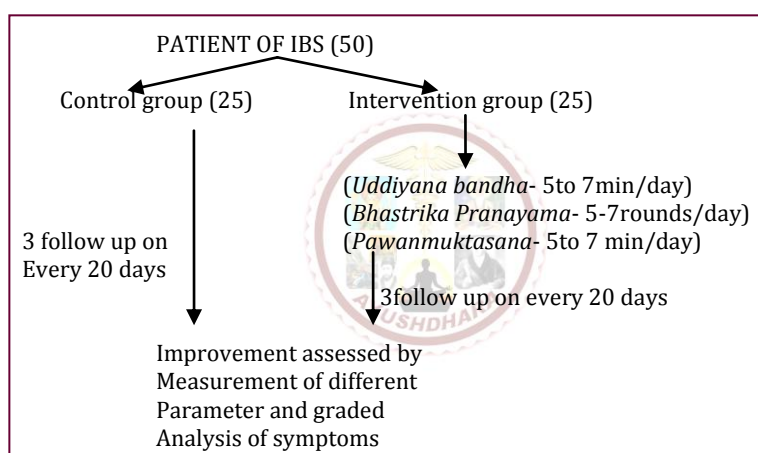 PATIENT OF IBS (50)
Control group (25)
Intervention group (25)
(Uddiyana bandha- 5to 7min/day)
(Bhastrika Pranayama- 5-7rounds/day)
(Pawanmuktasana- 5to 7 min/day)
3 follow up on
Every 20 days
3follow up on every 20 days
AYUSHDHARA
Improvement assessed by
Measurement of different
Parameter and graded
Analysis of symptoms